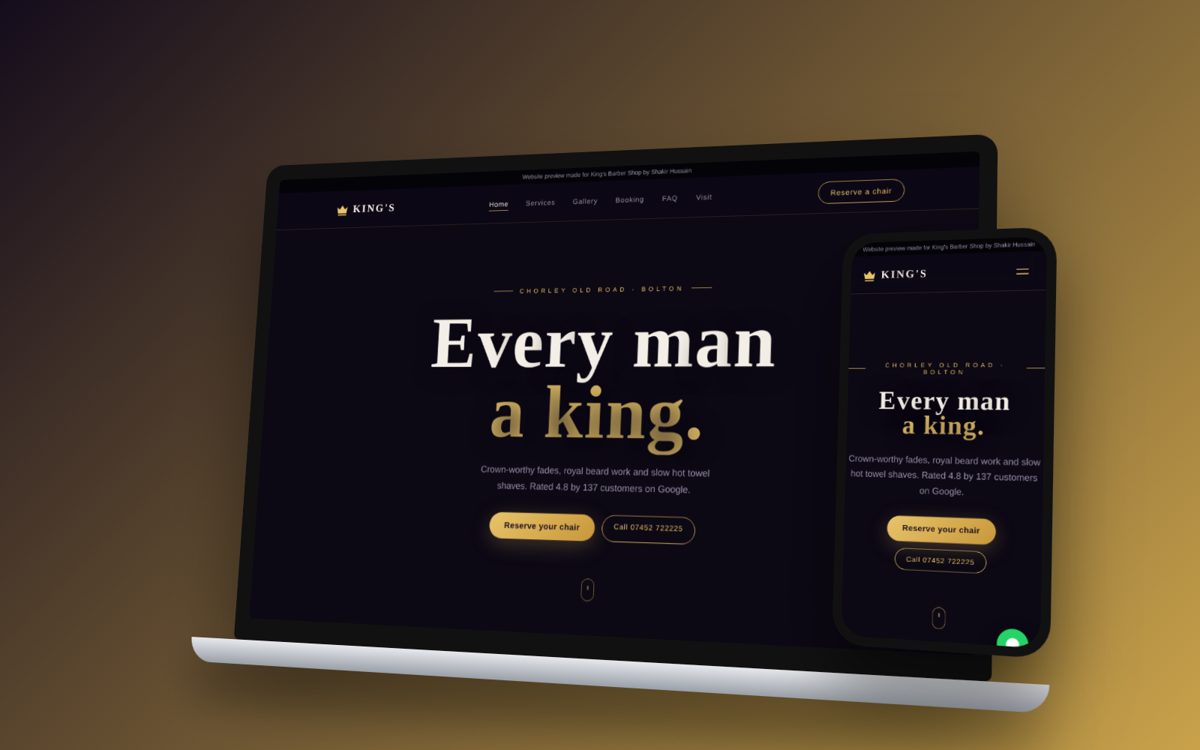 Website preview made for King's Barber Shop by Shakir Hussain
KING'S
Home Services Gallery Booking FAQ Visit
Reserve a chair
CHORLEY OLD ROAD · BOLTON
Every man
a king.
Crown-worthy fades, royal beard work and slow hot towel
shaves. Rated 4.8 by 137 customers on Google.
Reserve your chair
Call 07452 722225
Website preview made for King's Barber Shop by Shakir Hussain
KING'S
CHORLEY OLD ROAD ·
BOLTON
Every man
a king.
Crown-worthy fades, royal beard work and slow
hot towel shaves. Rated 4.8 by 137 customers
on Google.
Reserve your chair
Call 07452 722225